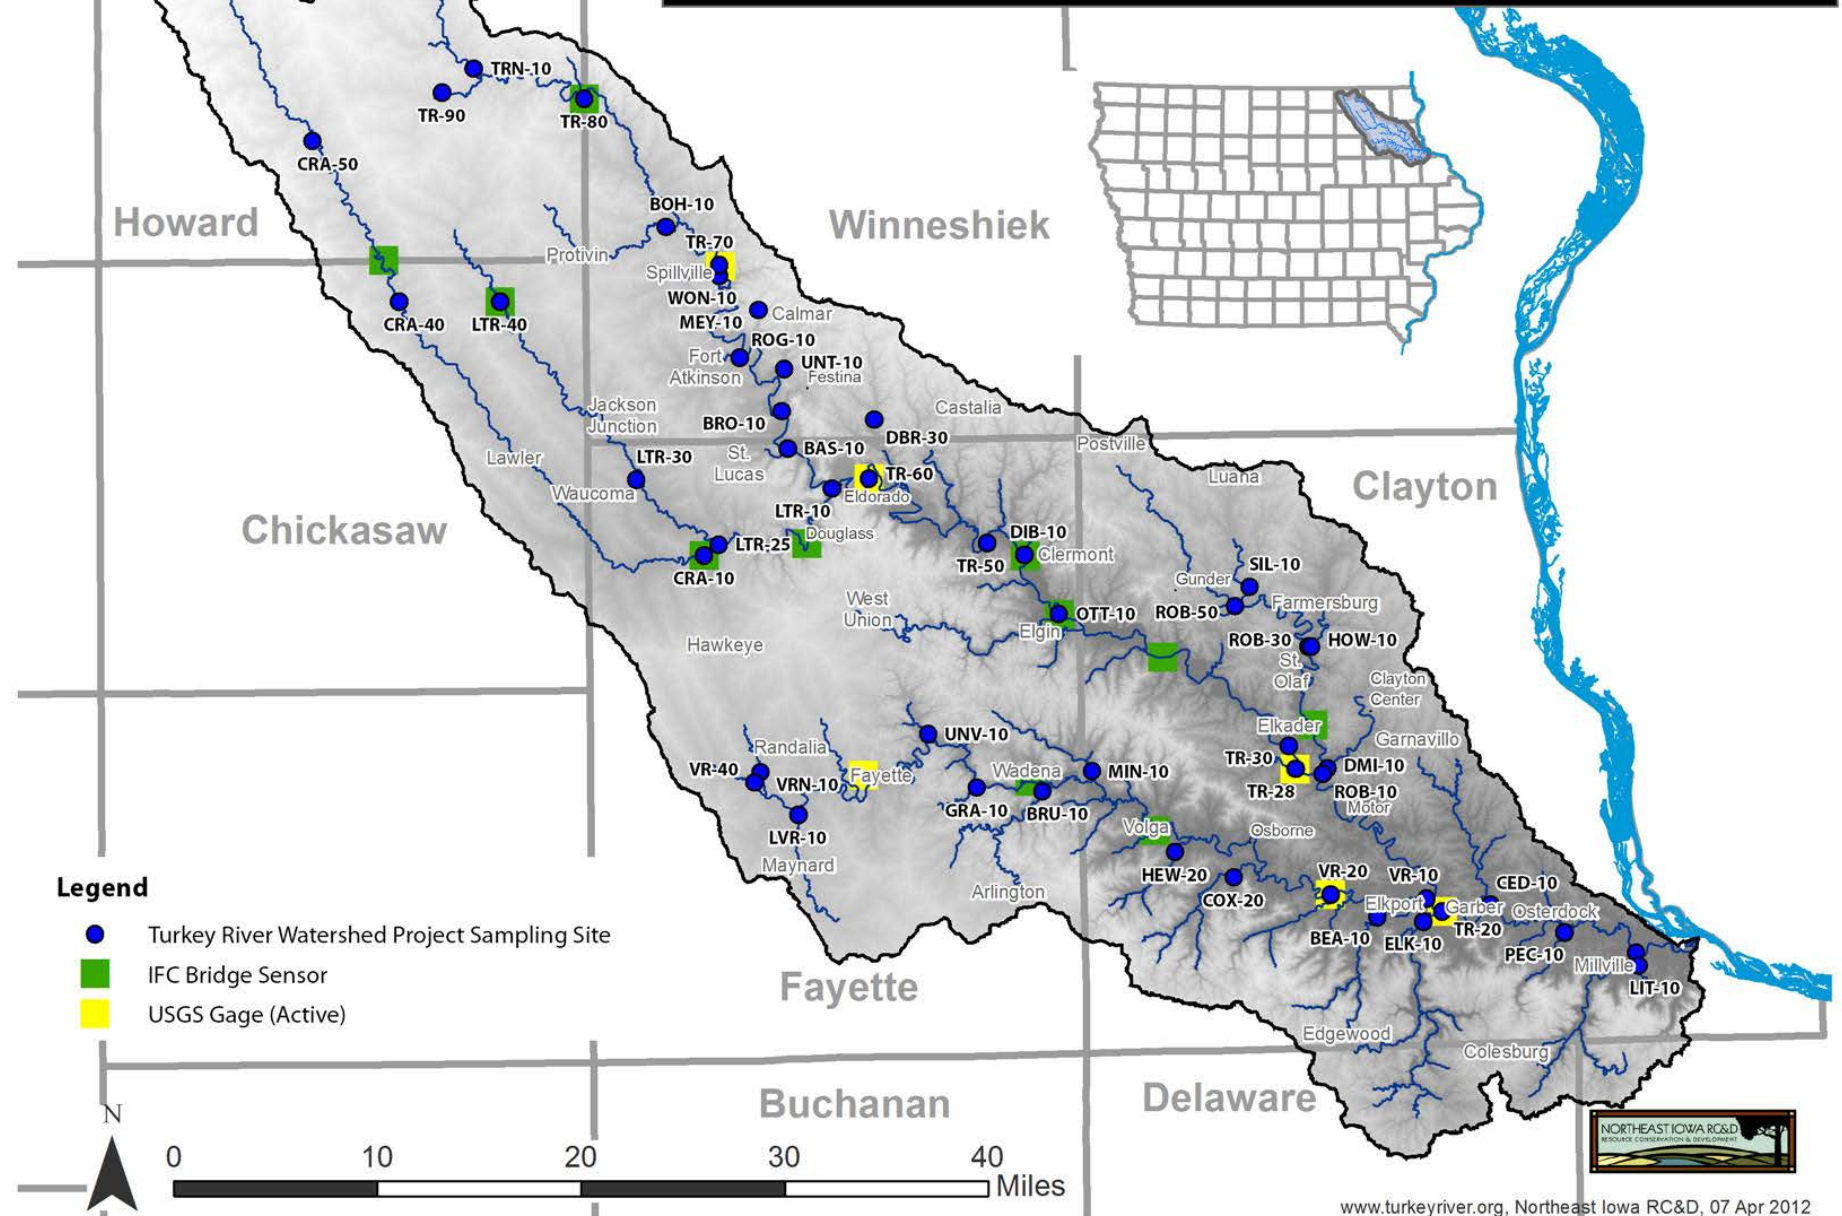 TRN-10
TR-90
TR-80
CRA-50
BOH-10
Howard
Winneshiek
TR-70
Protivin
Spillville
WON-10
CRA-40
LTR-40
MEY-10
Calmar
ROG-10
Fort
Atkinson
UNT-10
Festina
Jackson
Junction
Castalia
BRO-10
DBR-30
Postville
BAS-10
St.
Lucas
LTR-30
Lawler
TR-60
Luana
Clayton
Waucoma
Eldorado
LTR-10
Chickasaw
Douglass
DIB-10
LTR-25
Clermont
TR-50
SIL-10
CRA-10
Gunder
West
Union
Farmersburg
OTT-10
ROB-50
Elgin
ROB-30
HOW-10
Hawkeye
St.
Olaf
Clayton
Center
Elkader
UNV-10
Garnavillo
Randalia
TR-30
DMI-10
VR-40
Wadena
MIN-10
Fayette
VRN-10
TR-28
ROB-10
Motor
GRA-10
BRU-10
Volga
Osborne
LVR-10
Maynard
HEW-20
VR-20
VR-10
CED-10
Arlington
COX-20
Elkport
Garber
Osterdock
TR-20
BEA-10
ELK-10
PEC-10
Millville
LIT-10
Fayette
Edgewood
Colesburg
Buchanan
Delaware
Legend
Turkey River Watershed Project Sampling Site
IFC Bridge Sensor
USGS Gage (Active)
N
0 10 20 30 40
Miles
NORTHEAST IOWA RC&D
RESOURCE CONSERVATION & DEVELOPMENT
www.turkeyriver.org, Northeast Iowa RC&D, 07 Apr 2012